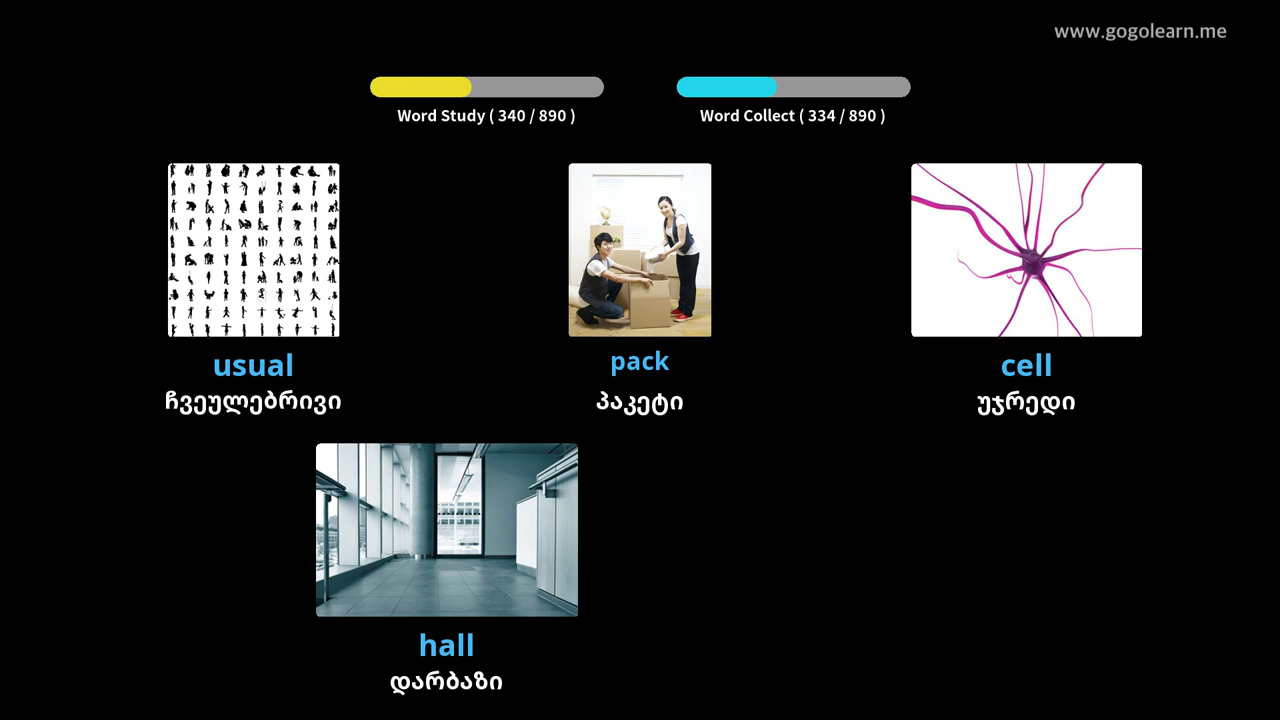 www.gogolearn.me
Word Study ( 340 / 890 )
Word Collect ( 334 / 890 )
usual
ჩვეულებრივი
pack
პაკეტი
cell
უჯრედი
hall
დარბაზი